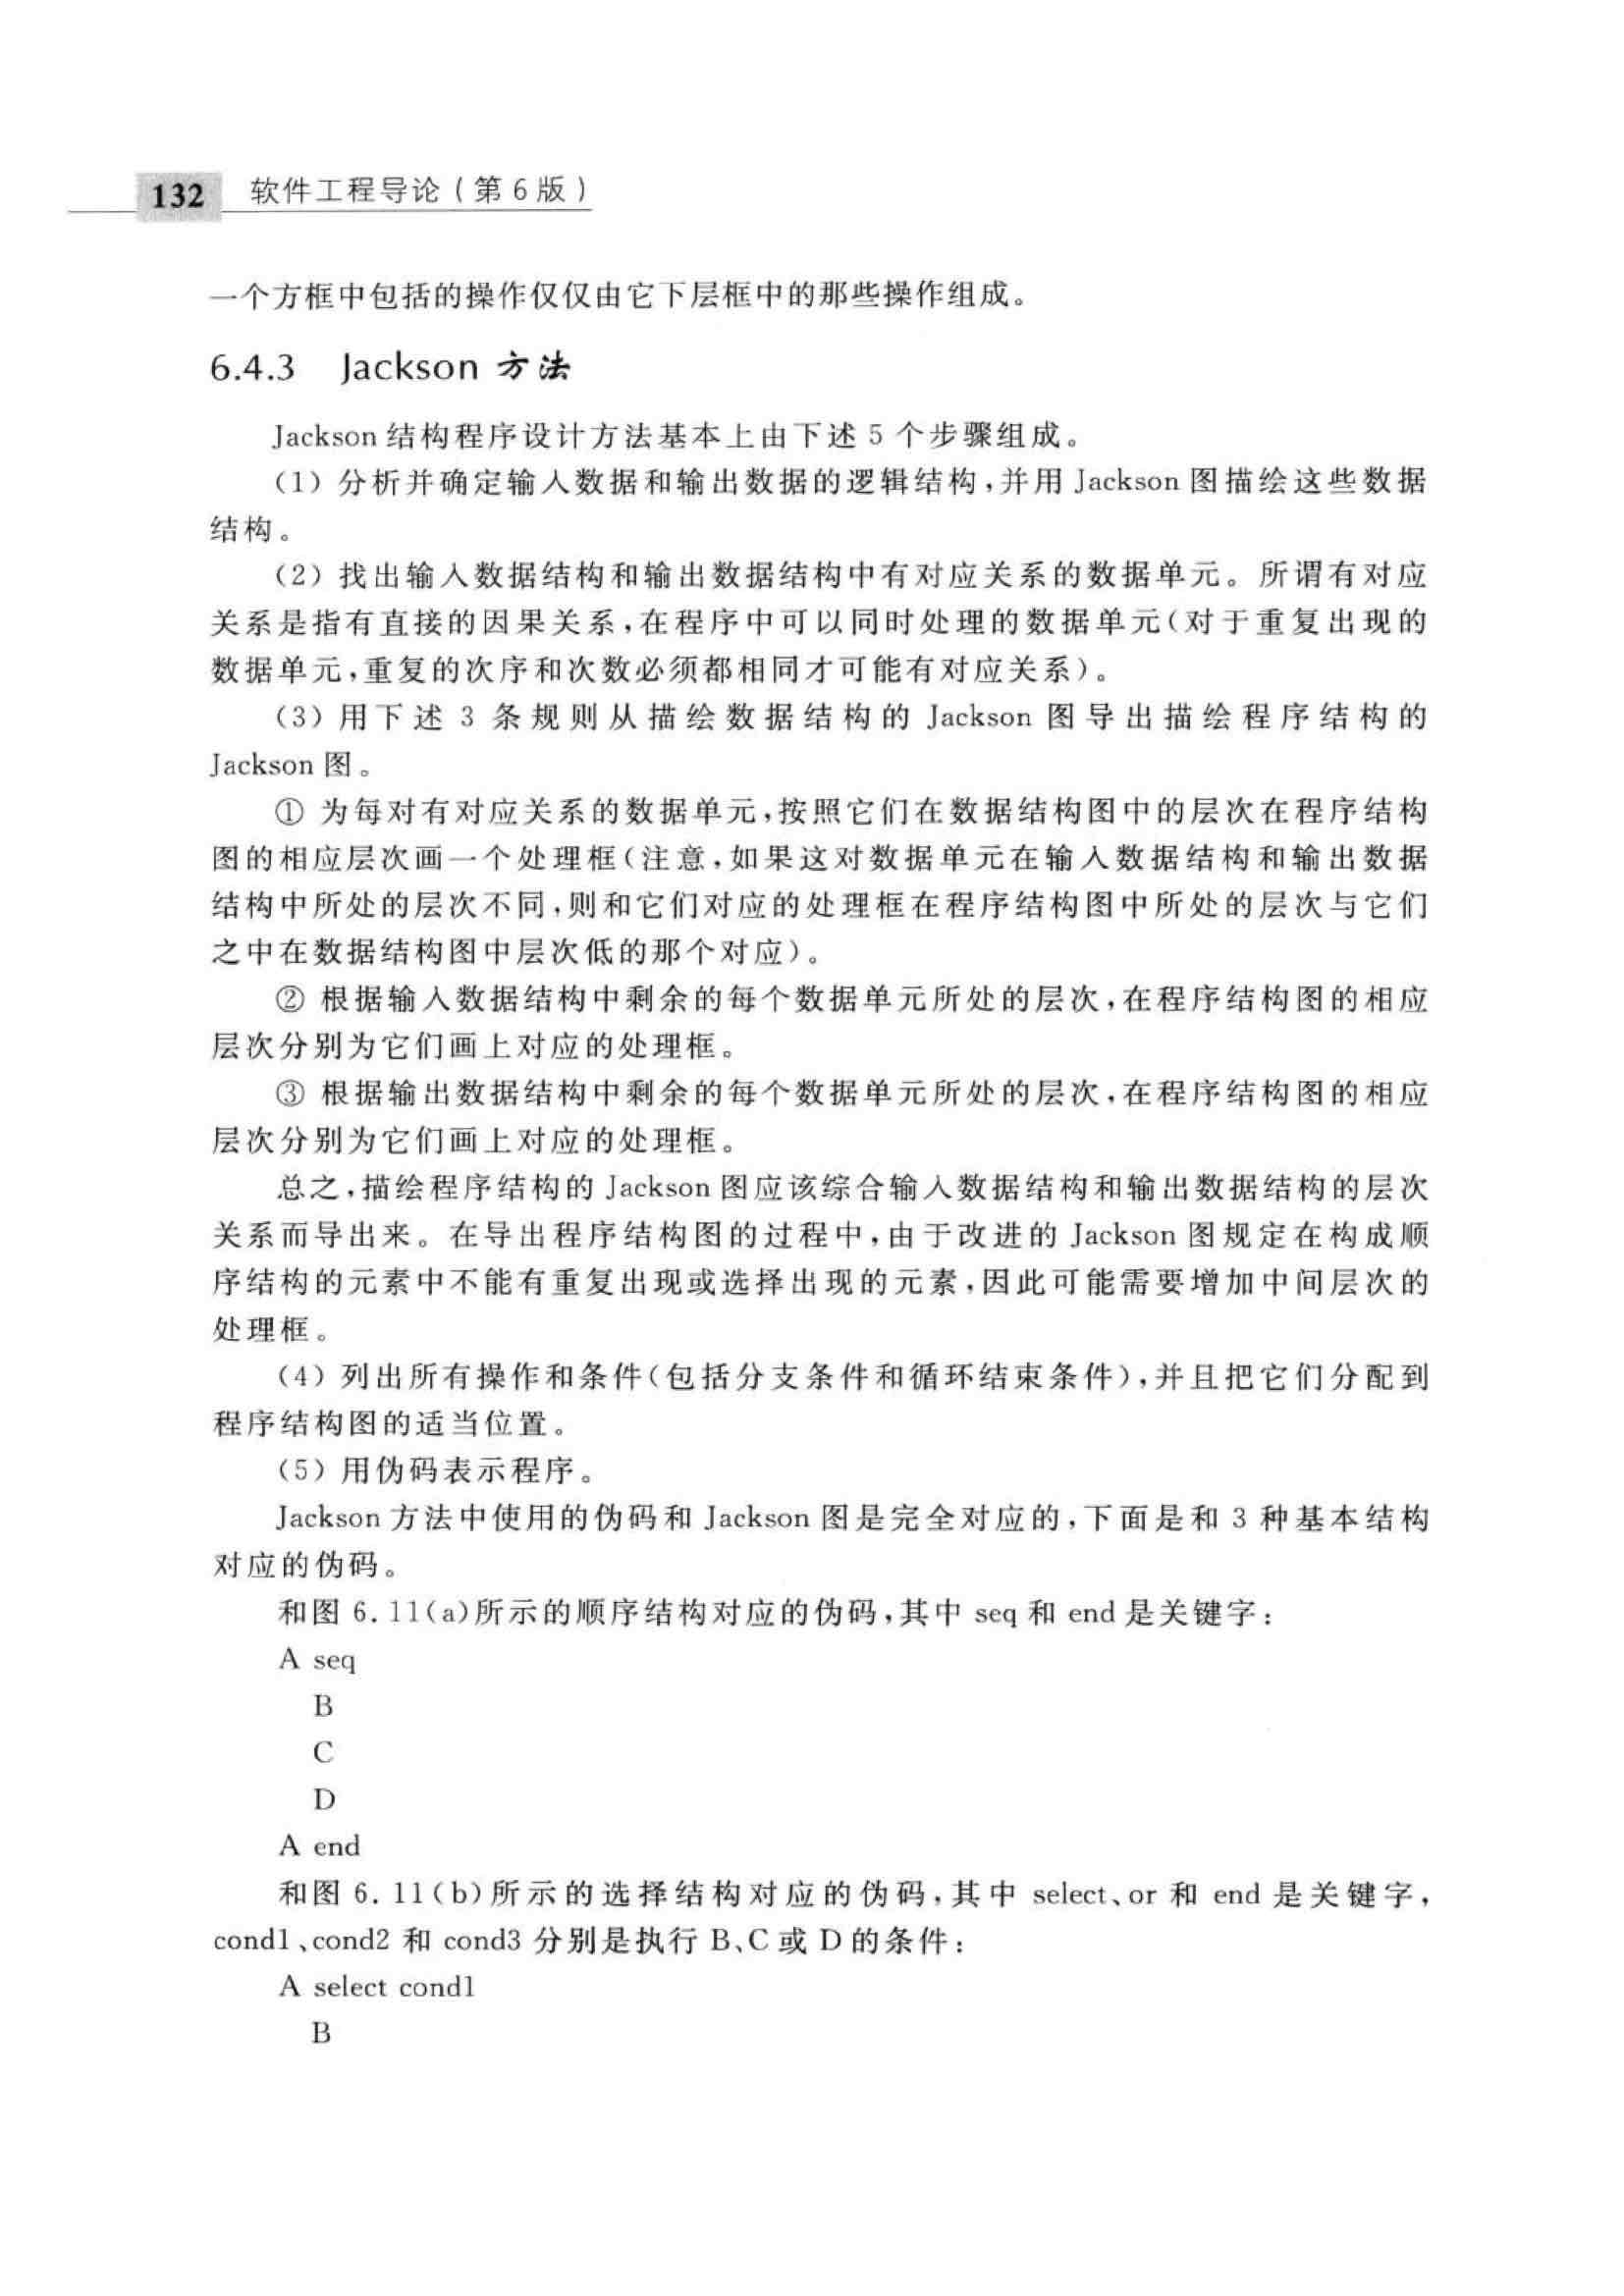 132 软件工程导论(第6版)
一个方框中包括的操作仅仅由它下层框中的那些操作组成。
6.4.3 Jackson 方法
Jackson 结构程序设计方法基本上由下述 5 个步骤组成。
(1) 分析并确定输入数据和输出数据的逻辑结构,并用 Jackson 图描绘这些数据
结构。
(2) 找出输入数据结构和输出数据结构中有对应关系的数据单元。所谓有对应
关系是指有直接的因果关系,在程序中可以同时处理的数据单元(对于重复出现的
数据单元,重复的次序和次数必须都相同才可能有对应关系)。
(3) 用下述 3 条规则从描绘数据结构的 Jackson 图导出描绘程序结构的
Jackson 图。
① 为每对有对应关系的数据单元,按照它们在数据结构图中的层次在程序结构
图的相应层次画一个处理框(注意,如果这对数据单元在输入数据结构和输出数据
结构中所处的层次不同,则和它们对应的处理框在程序结构图中所处的层次与它们
之中在数据结构图中层次低的那个对应)。
② 根据输入数据结构中剩余的每个数据单元所处的层次,在程序结构图的相应
层次分别为它们画上对应的处理框。
③ 根据输出数据结构中剩余的每个数据单元所处的层次,在程序结构图的相应
层次分别为它们画上对应的处理框。
总之,描绘程序结构的 Jackson 图应该综合输入数据结构和输出数据结构的层次
关系而导出来。在导出程序结构图的过程中,由于改进的 Jackson 图规定在构成顺
序结构的元素中不能有重复出现或选择出现的元素,因此可能需要增加中间层次的
处理框。
(4) 列出所有操作和条件(包括分支条件和循环结束条件),并且把它们分配到
程序结构图的适当位置。
(5) 用伪码表示程序。
Jackson 方法中使用的伪码和 Jackson 图是完全对应的,下面是和 3 种基本结构
对应的伪码。
和图 6.11(a)所示的顺序结构对应的伪码,其中 seq 和 end 是关键字:
A seq
B
C
D
A end
和图 6.11(b)所示的选择结构对应的伪码,其中 select、or 和 end 是关键字,
cond1、cond2 和 cond3 分别是执行 B、C 或 D 的条件:
A select cond1
B